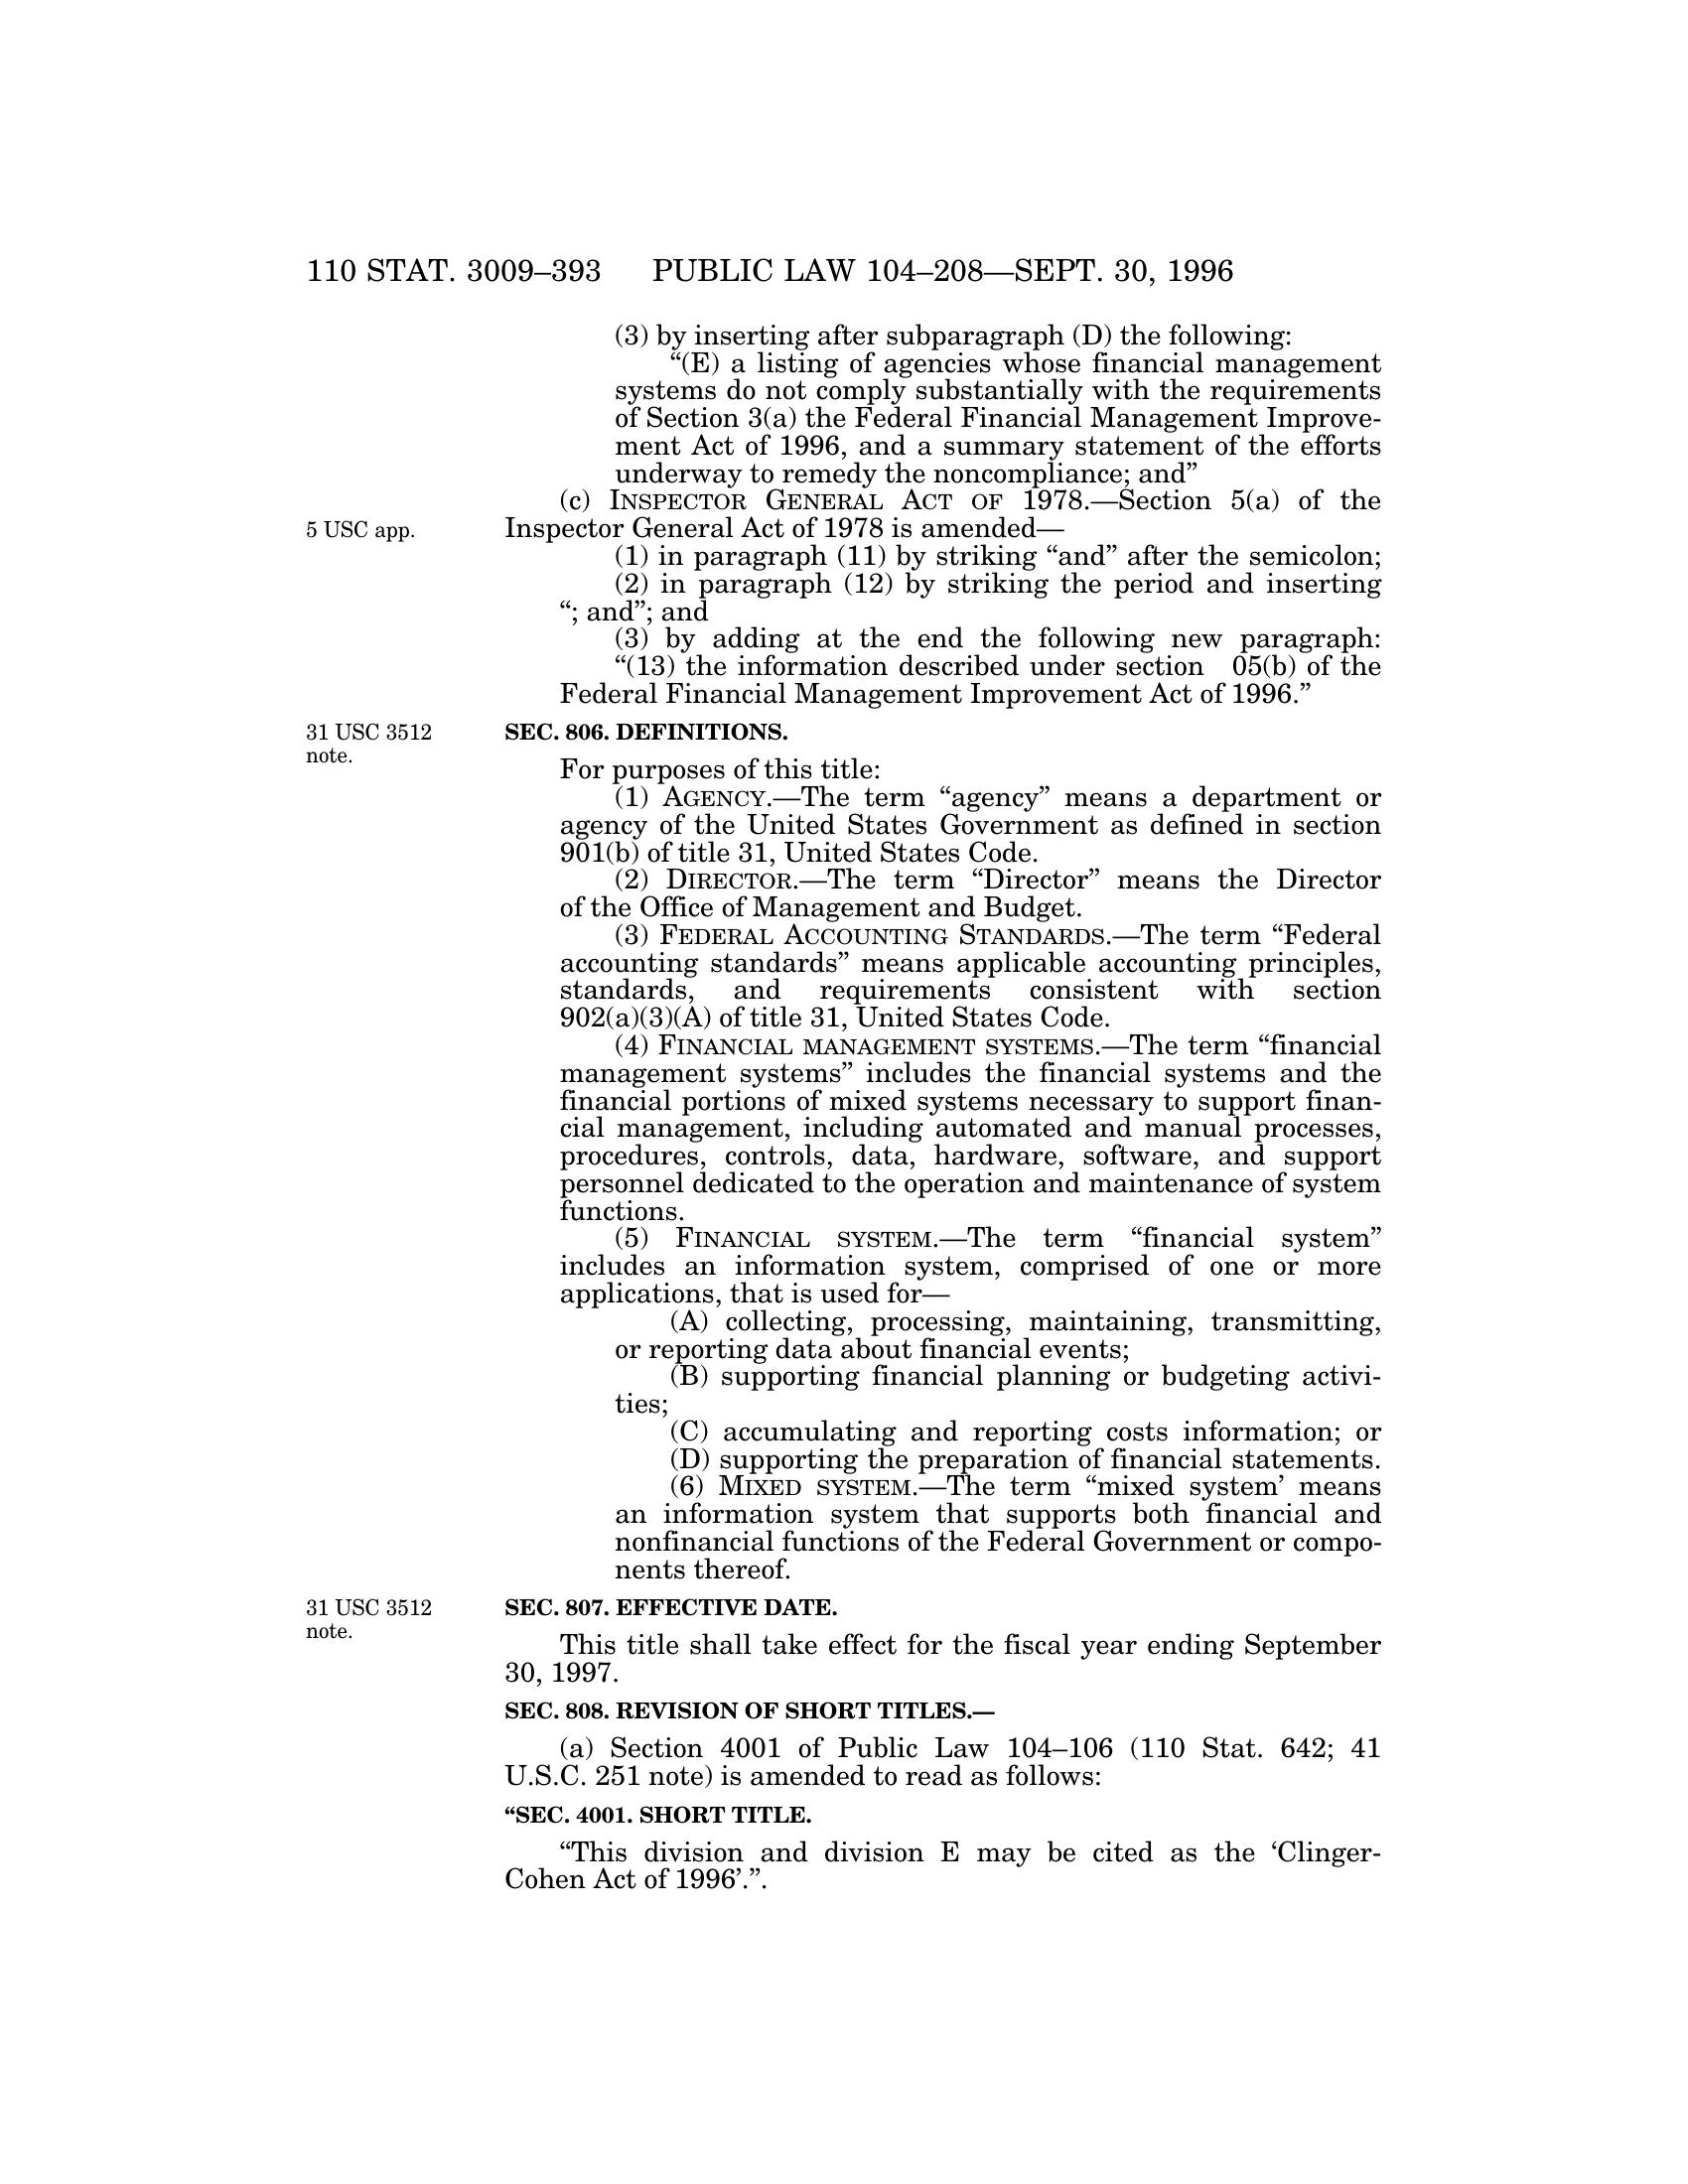 110 STAT. 3009–393 PUBLIC LAW 104–208—SEPT. 30, 1996
(3) by inserting after subparagraph (D) the following:
“(E) a listing of agencies whose financial management
systems do not comply substantially with the requirements
of Section 3(a) the Federal Financial Management Improve-
ment Act of 1996, and a summary statement of the efforts
underway to remedy the noncompliance; and”
(c) INSPECTOR GENERAL ACT OF 1978.—Section 5(a) of the
5 USC app.
Inspector General Act of 1978 is amended—
(1) in paragraph (11) by striking “and” after the semicolon;
(2) in paragraph (12) by striking the period and inserting
“; and”; and
(3) by adding at the end the following new paragraph:
“(13) the information described under section 05(b) of the
Federal Financial Management Improvement Act of 1996.”
31 USC 3512
note.
SEC. 806. DEFINITIONS.
For purposes of this title:
(1) AGENCY.—The term “agency” means a department or
agency of the United States Government as defined in section
901(b) of title 31, United States Code.
(2) DIRECTOR.—The term “Director” means the Director
of the Office of Management and Budget.
(3) FEDERAL ACCOUNTING STANDARDS.—The term “Federal
accounting standards” means applicable accounting principles,
standards, and requirements consistent with section
902(a)(3)(A) of title 31, United States Code.
(4) FINANCIAL MANAGEMENT SYSTEMS.—The term “financial
management systems” includes the financial systems and the
financial portions of mixed systems necessary to support finan-
cial management, including automated and manual processes,
procedures, controls, data, hardware, software, and support
personnel dedicated to the operation and maintenance of system
functions.
(5) FINANCIAL SYSTEM.—The term “financial system”
includes an information system, comprised of one or more
applications, that is used for—
(A) collecting, processing, maintaining, transmitting,
or reporting data about financial events;
(B) supporting financial planning or budgeting activi-
ties;
(C) accumulating and reporting costs information; or
(D) supporting the preparation of financial statements.
(6) MIXED SYSTEM.—The term “mixed system’ means
an information system that supports both financial and
nonfinancial functions of the Federal Government or compo-
nents thereof.
31 USC 3512
note.
SEC. 807. EFFECTIVE DATE.
This title shall take effect for the fiscal year ending September
30, 1997.
SEC. 808. REVISION OF SHORT TITLES.—
(a) Section 4001 of Public Law 104–106 (110 Stat. 642; 41
U.S.C. 251 note) is amended to read as follows:
“SEC. 4001. SHORT TITLE.
“This division and division E may be cited as the ‘Clinger-
Cohen Act of 1996’.”.